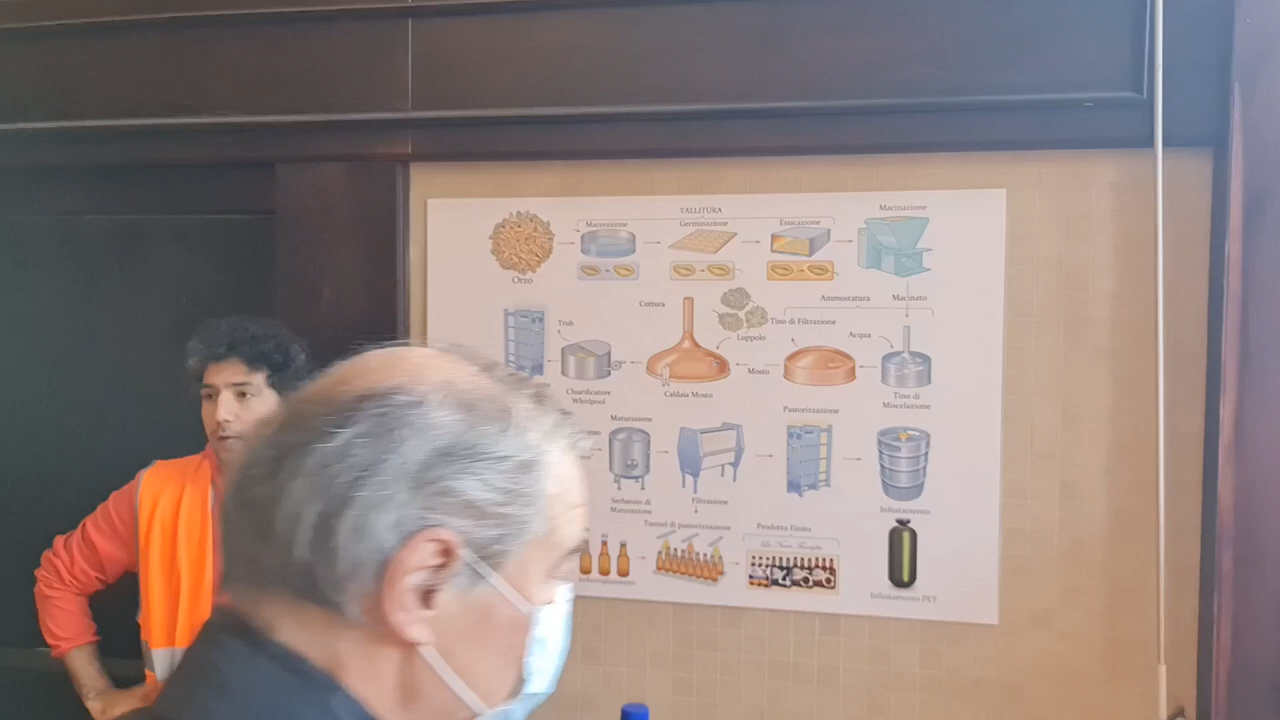 TALLITURA
Macerazione
Germinazione
Essicazione
Macinazione
Orzo
Cottura
Ammostatura
Macinato
Trub
Luppolo
Tino di Filtrazione
Acqua
Mosto
Chiarificatore
Whirlpool
Caldaia Mosto
Tino di
Miscelazione
Maturazione
Pastorizzazione
Serbatoio di
Maturazione
Filtrazione
Infustamento
Tunnel di pastorizzazione
Prodotto Finito
Imbottigliamento
Infustamento PET